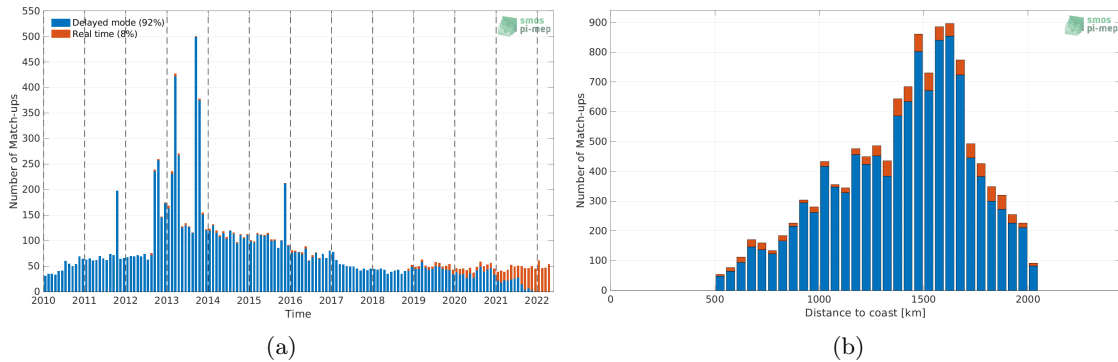 Delayed mode (92%)
Real time (8%)
smos
pi-mep
Number of Match-ups
550
500
450
400
350
300
250
200
150
100
50
0
2010 2011 2012 2013 2014 2015 2016 2017 2018 2019 2020 2021 2022
Time
(a)
smos
pi-mep
Number of Match-ups
900
800
700
600
500
400
300
200
100
0
0 500 1000 1500 2000
Distance to coast [km]
(b)